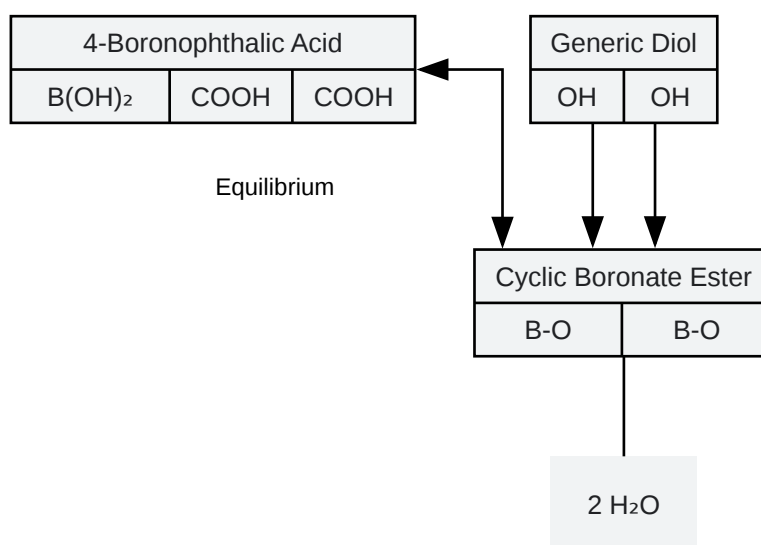 4-Boronophthalic Acid
B(OH)₂
COOH
COOH
Generic Diol
OH
OH
Equilibrium
Cyclic Boronate Ester
B-O
B-O
2 H₂O